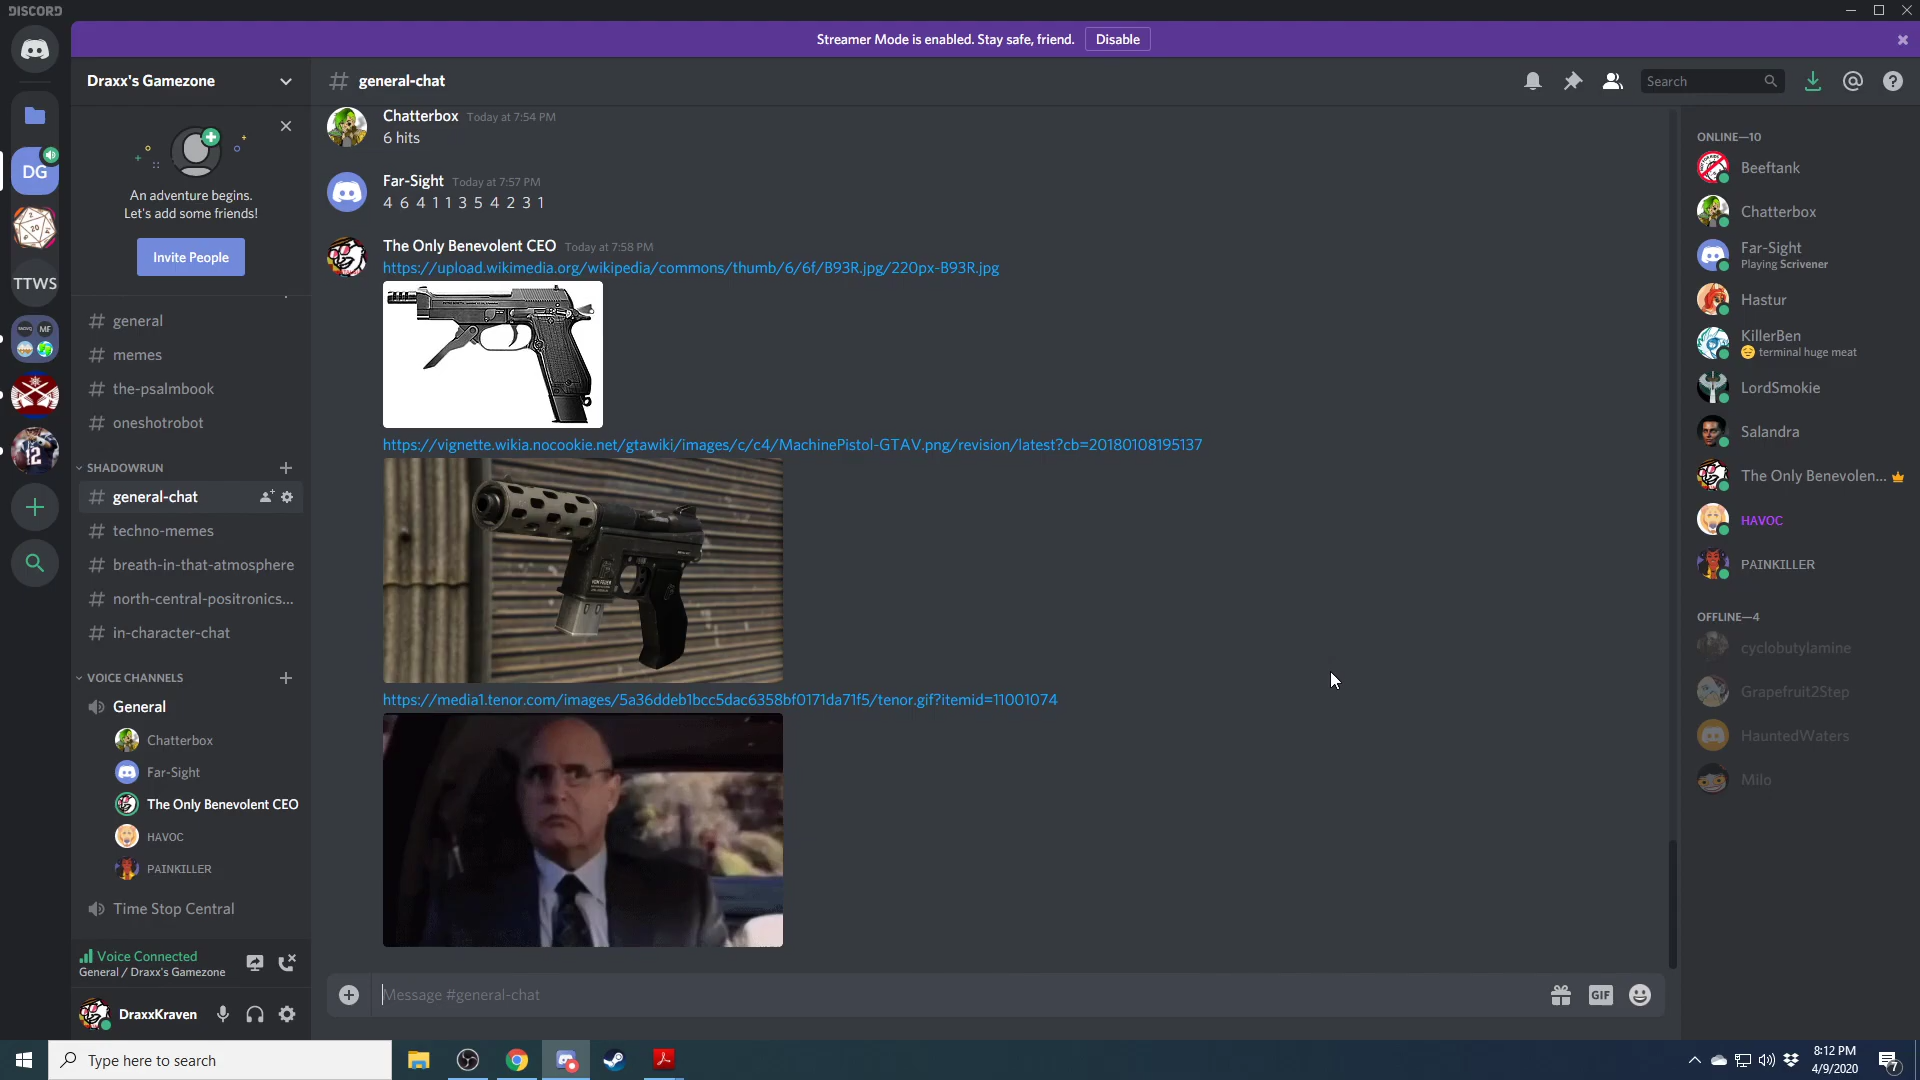 DISCORD
Streamer Mode is enabled. Stay safe, friend.
Disable
Draxx's Gamezone
general-chat
Search
DG
20
TTWS
MF
12
An adventure begins.
Let's add some friends!
Invite People
general
memes
the-psalmbook
oneshotrobot
SHADOWRUN
general-chat
techno-memes
breath-in-that-atmosphere
north-central-positronics...
in-character-chat
VOICE CHANNELS
General
Chatterbox
Far-Sight
The Only Benevolent CEO
HAVOC
PAINKILLER
Time Stop Central
Voice Connected
General / Draxx's Gamezone
DraxxKraven
Chatterbox Today at 7:54 PM
6 hits
Far-Sight Today at 7:57 PM
4 6 4 1 1 3 5 4 2 3 1
The Only Benevolent CEO Today at 7:58 PM
https://upload.wikimedia.org/wikipedia/commons/thumb/6/6f/B93R.jpg/220px-B93R.jpg
https://vignette.wikia.nocookie.net/gtawiki/images/c/c4/MachinePistol-GTAV.png/revision/latest?cb=20180108195137
https://media1.tenor.com/images/5a36ddeb1bcc5dac6358bf0171da71f5/tenor.gif?itemid=11001074
Message #general-chat
GIF
ONLINE—10
Beeftank
Chatterbox
Far-Sight
Playing Scrivener
Hastur
KillerBen
terminal huge meat
LordSmokie
Salandra
The Only Benevolen...
HAVOC
PAINKILLER
OFFLINE—4
cyclobutylamine
Grapefruit2Step
HauntedWaters
Milo
Type here to search
8:12 PM
4/9/2020
7